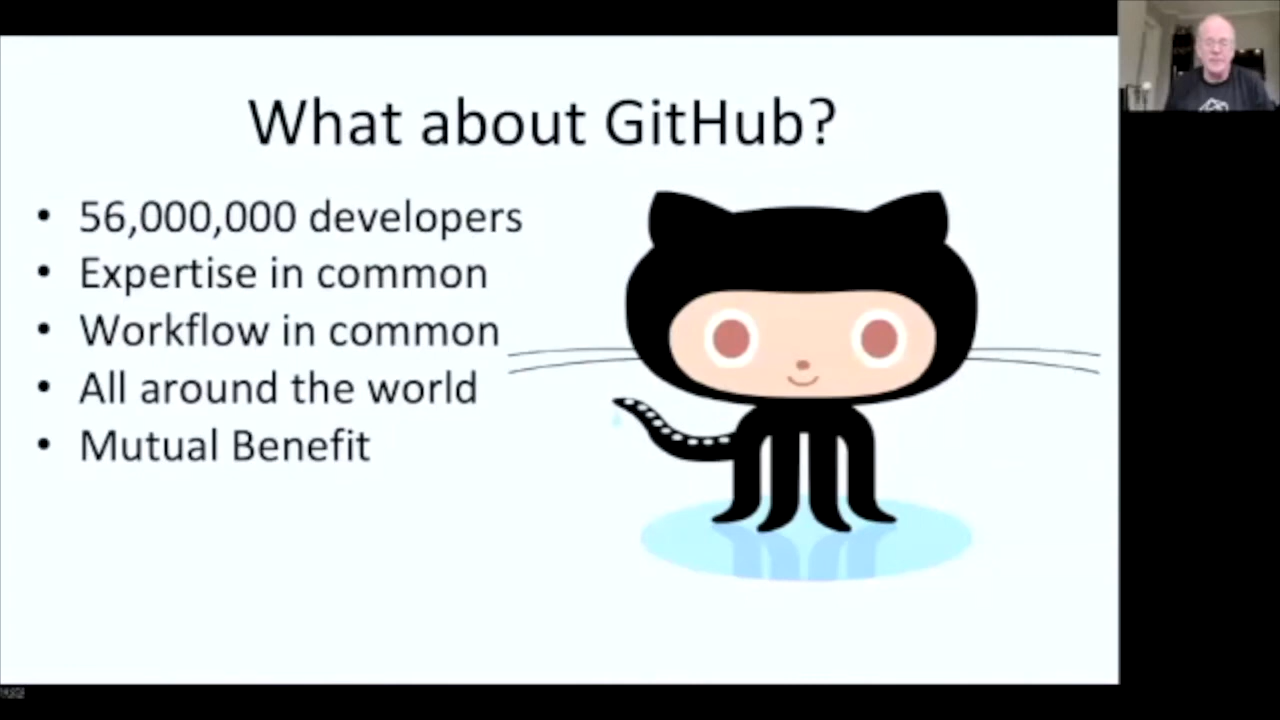 What about GitHub?
• 56,000,000 developers
• Expertise in common
• Workflow in common
• All around the world
• Mutual Benefit